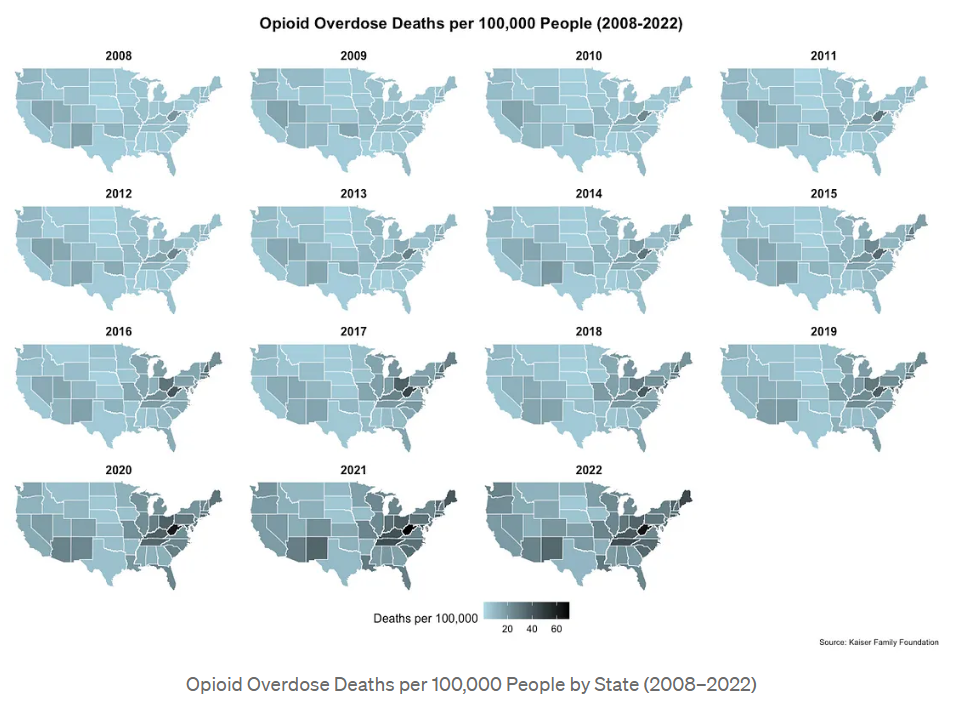 Opioid Overdose Deaths per 100,000 People (2008-2022)
2008 2009 2010 2011
2012 2013 2014 2015
2016 2017 2018 2019
2020 2021 2022
Deaths per 100,000
20 40 60
Source: Kaiser Family Foundation
Opioid Overdose Deaths per 100,000 People by State (2008–2022)